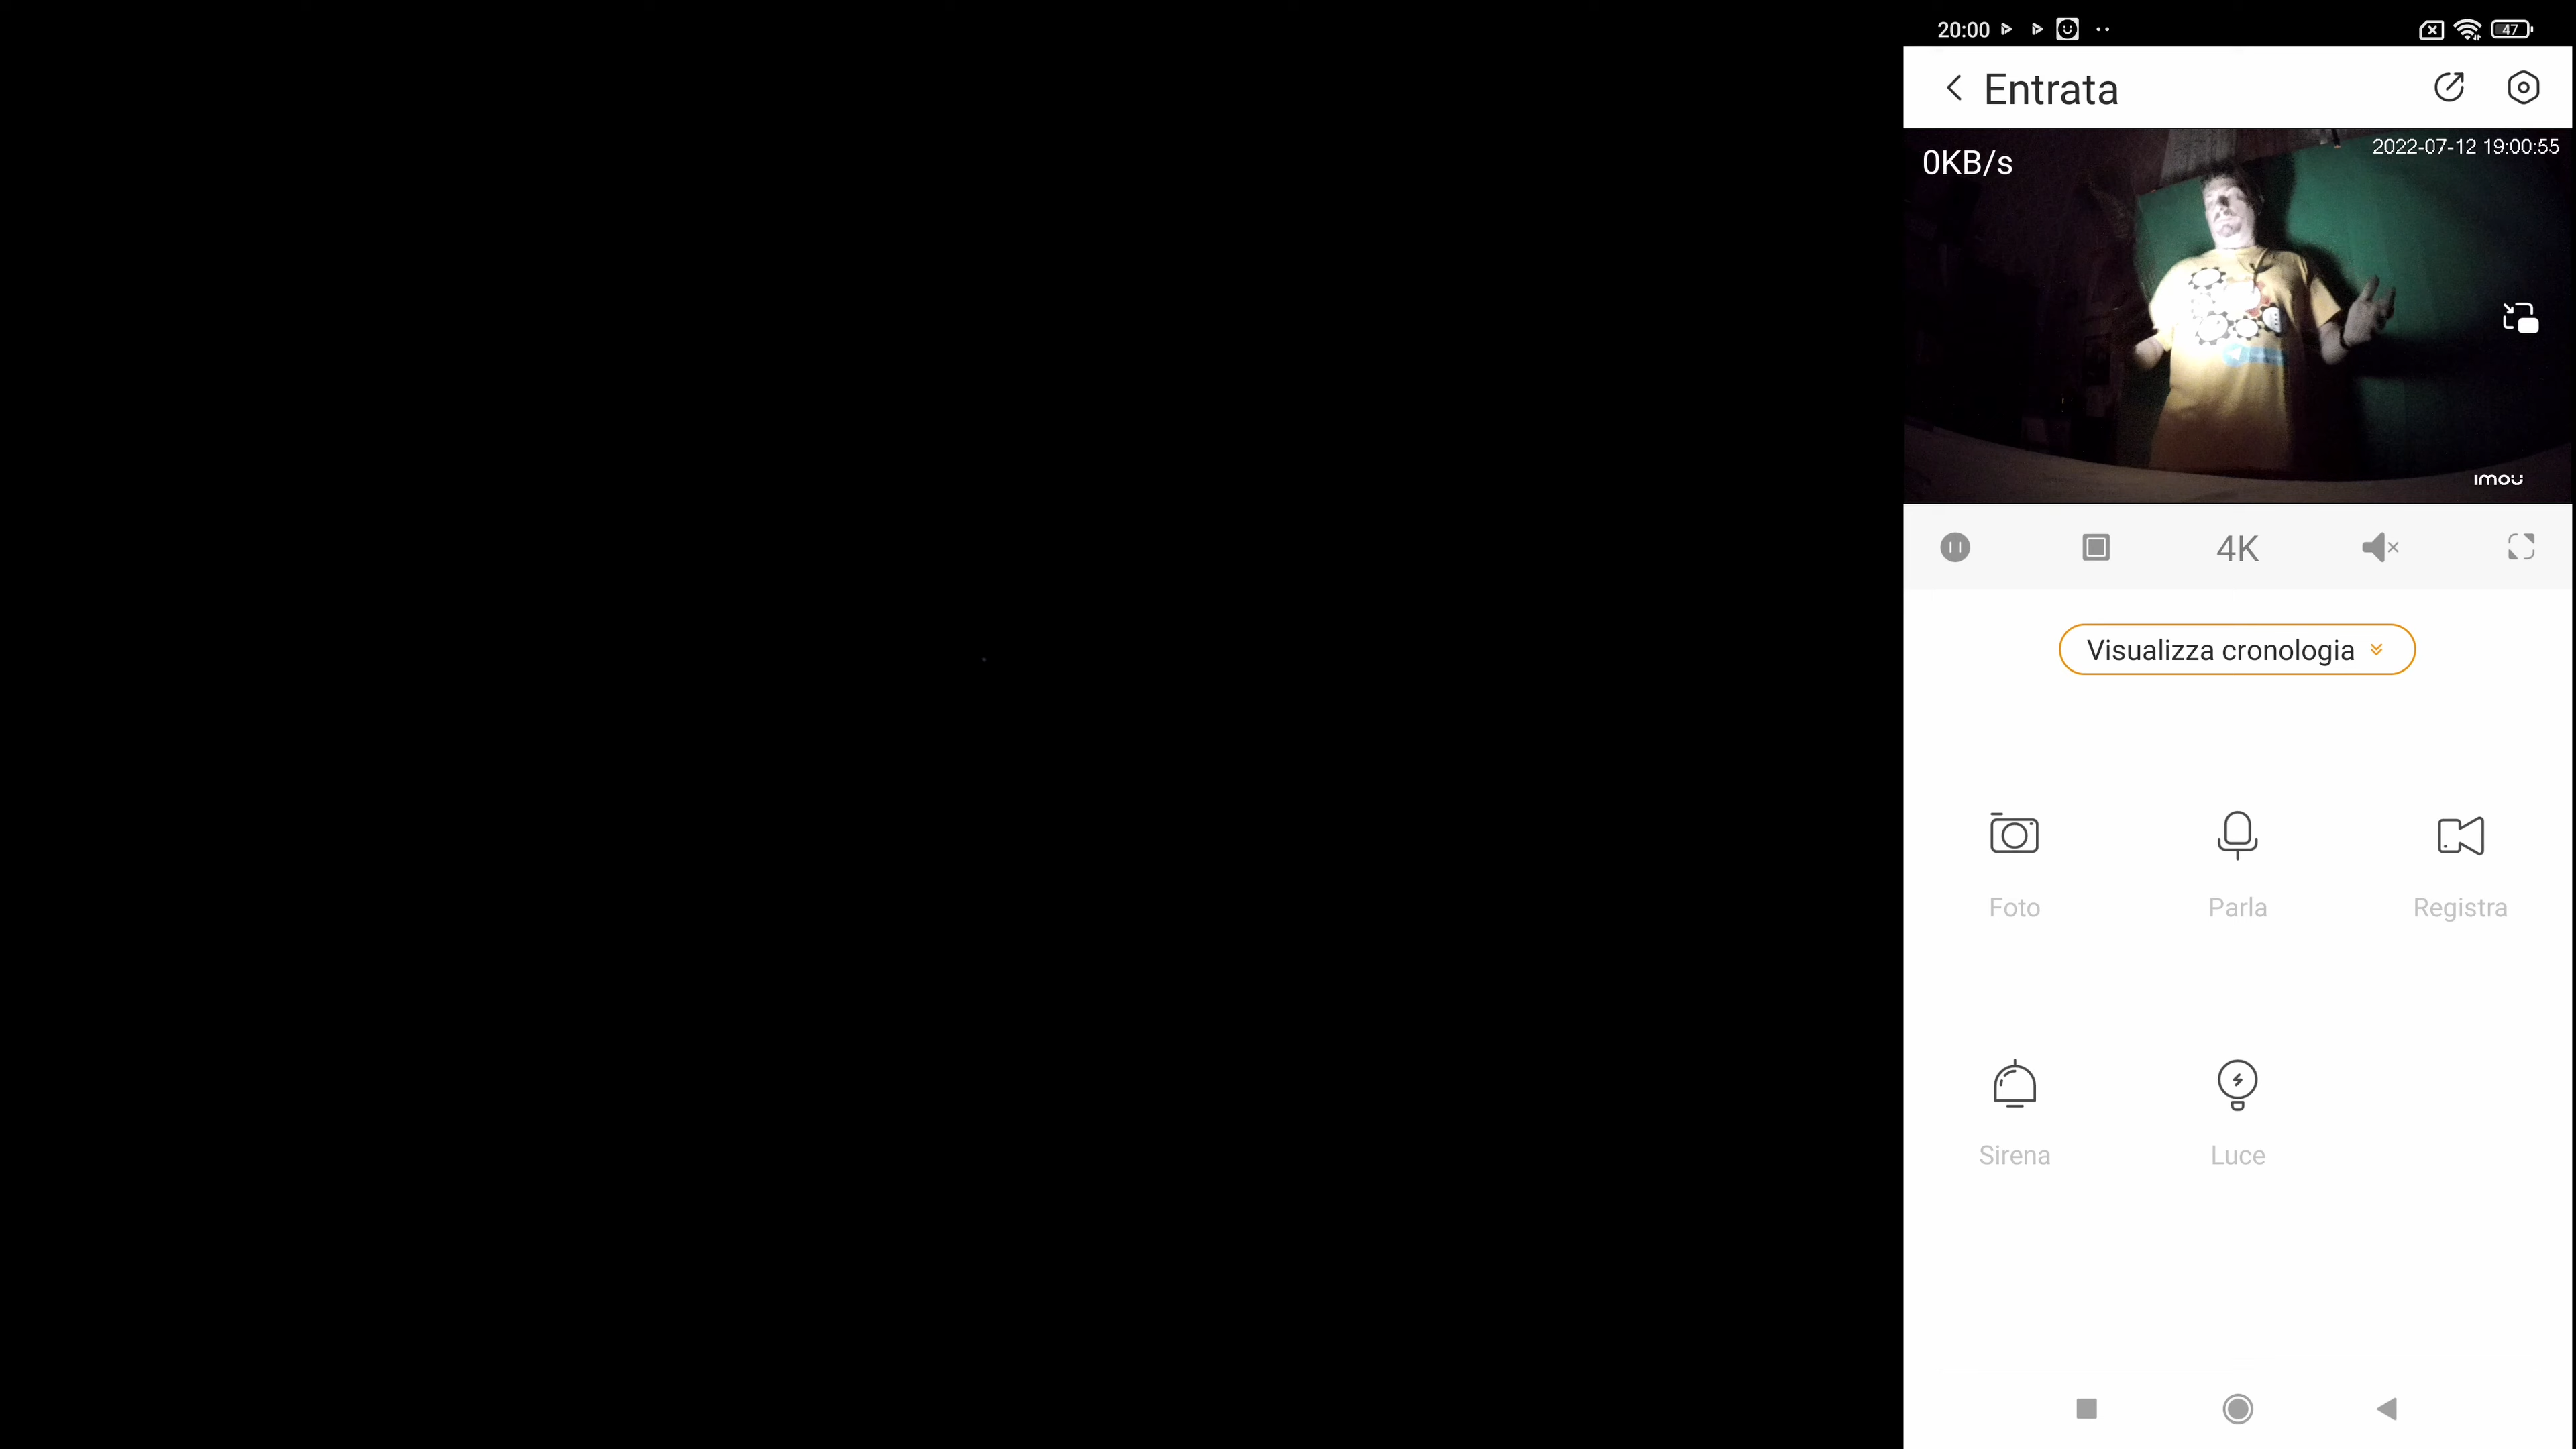 20:00
47
Entrata
2022-07-12 19:00:55
0KB/s
imou
4K
Visualizza cronologia
Foto
Parla
Registra
Sirena
Luce